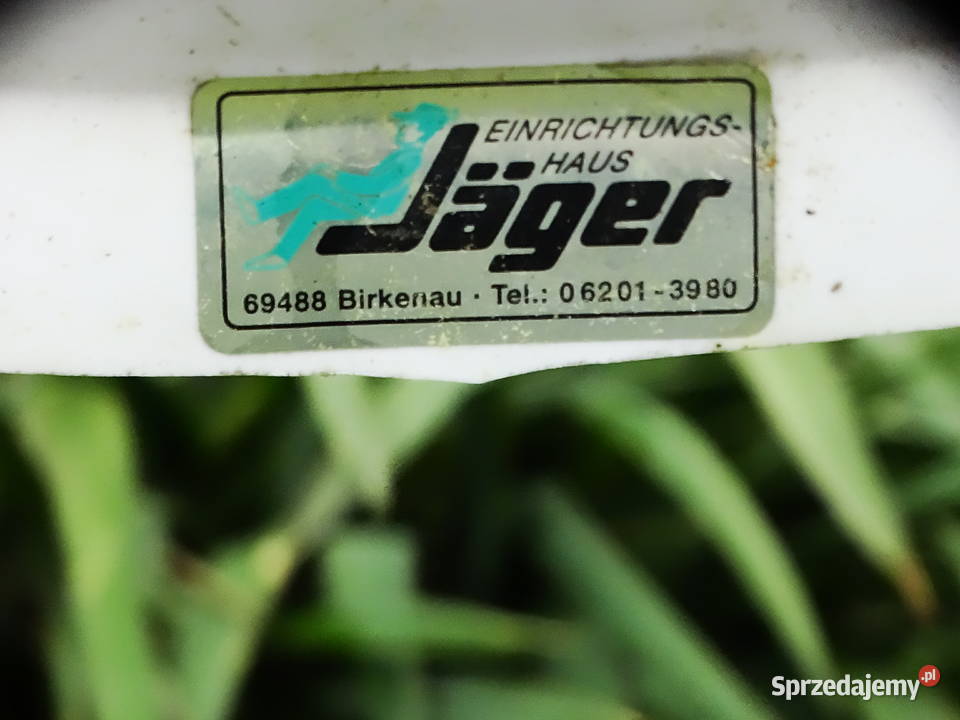 EINRICHTUNGS-
HAUS
Jäger
69488 Birkenau · Tel.: 06201-3980
Sprzedajemy.pl